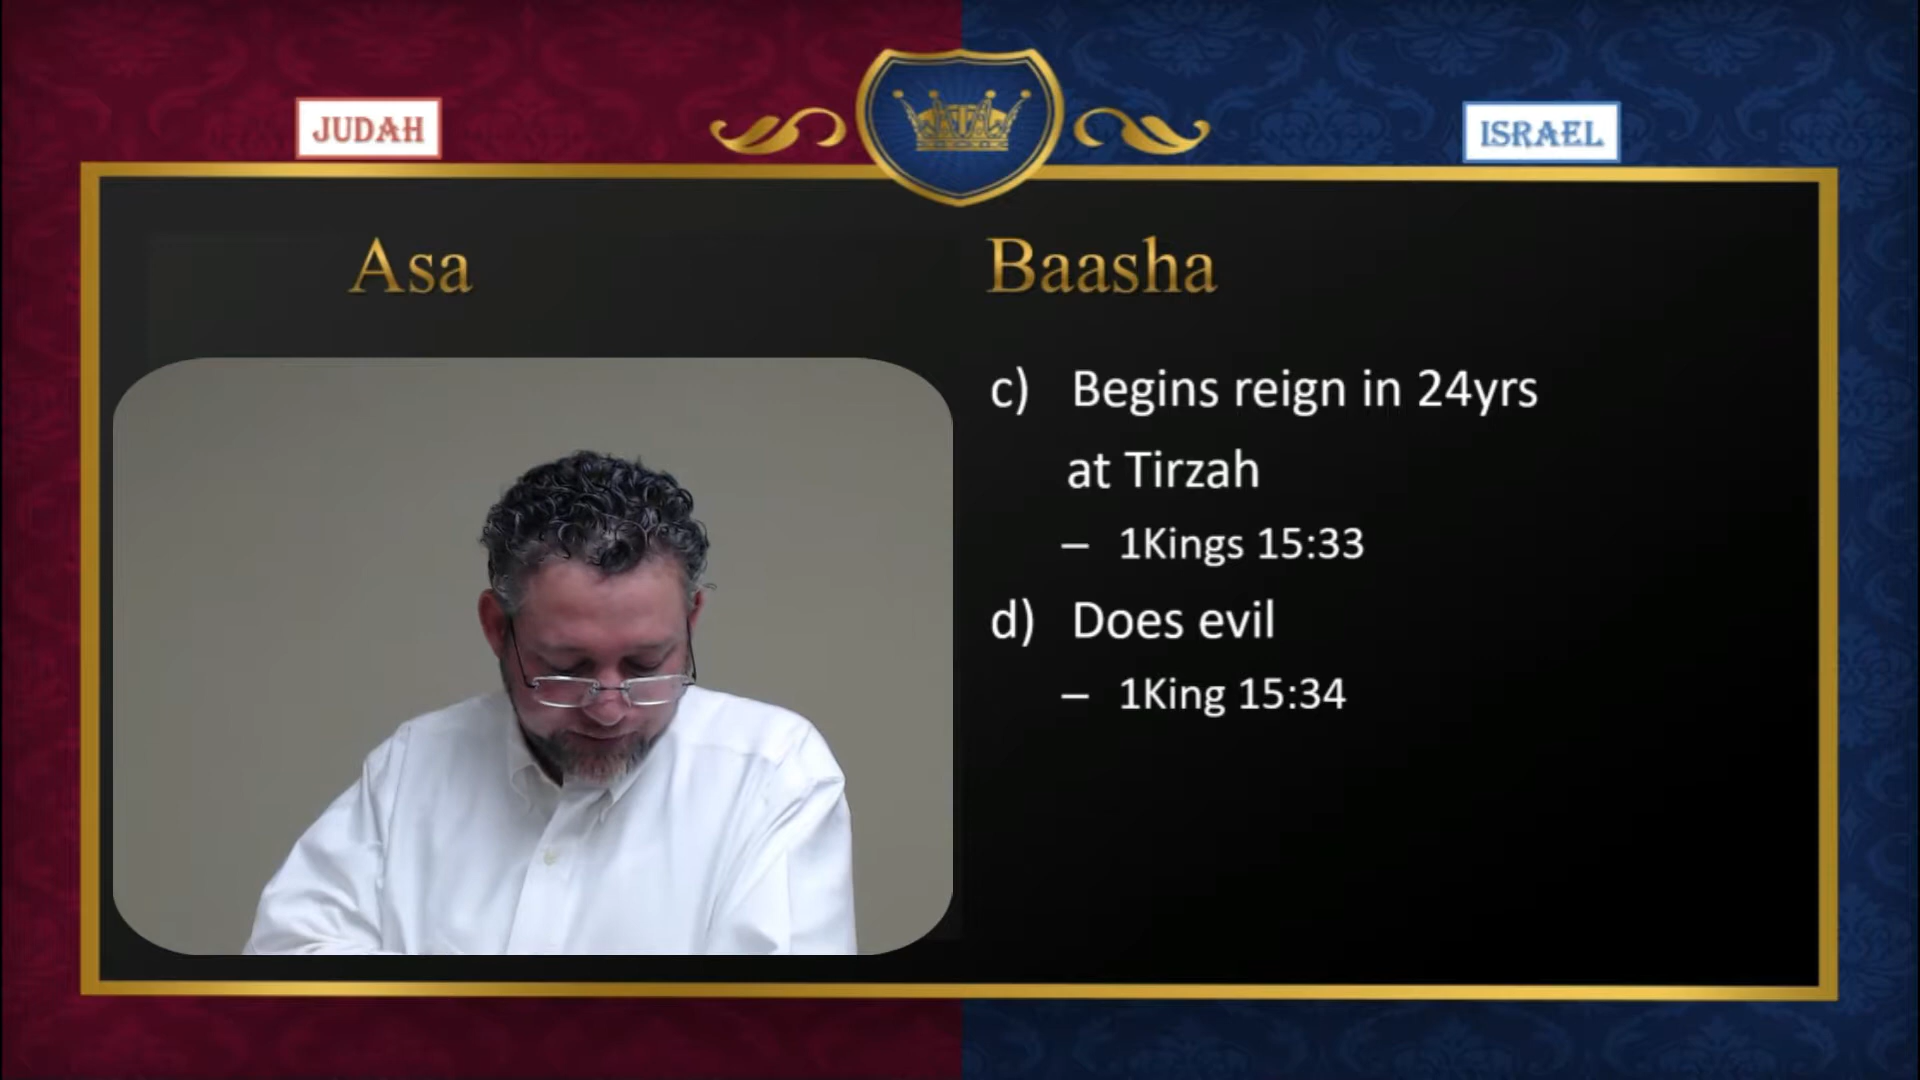 JUDAH
ISRAEL
Asa
Baasha
c) Begins reign in 24yrs
at Tirzah
– 1Kings 15:33
d) Does evil
– 1King 15:34